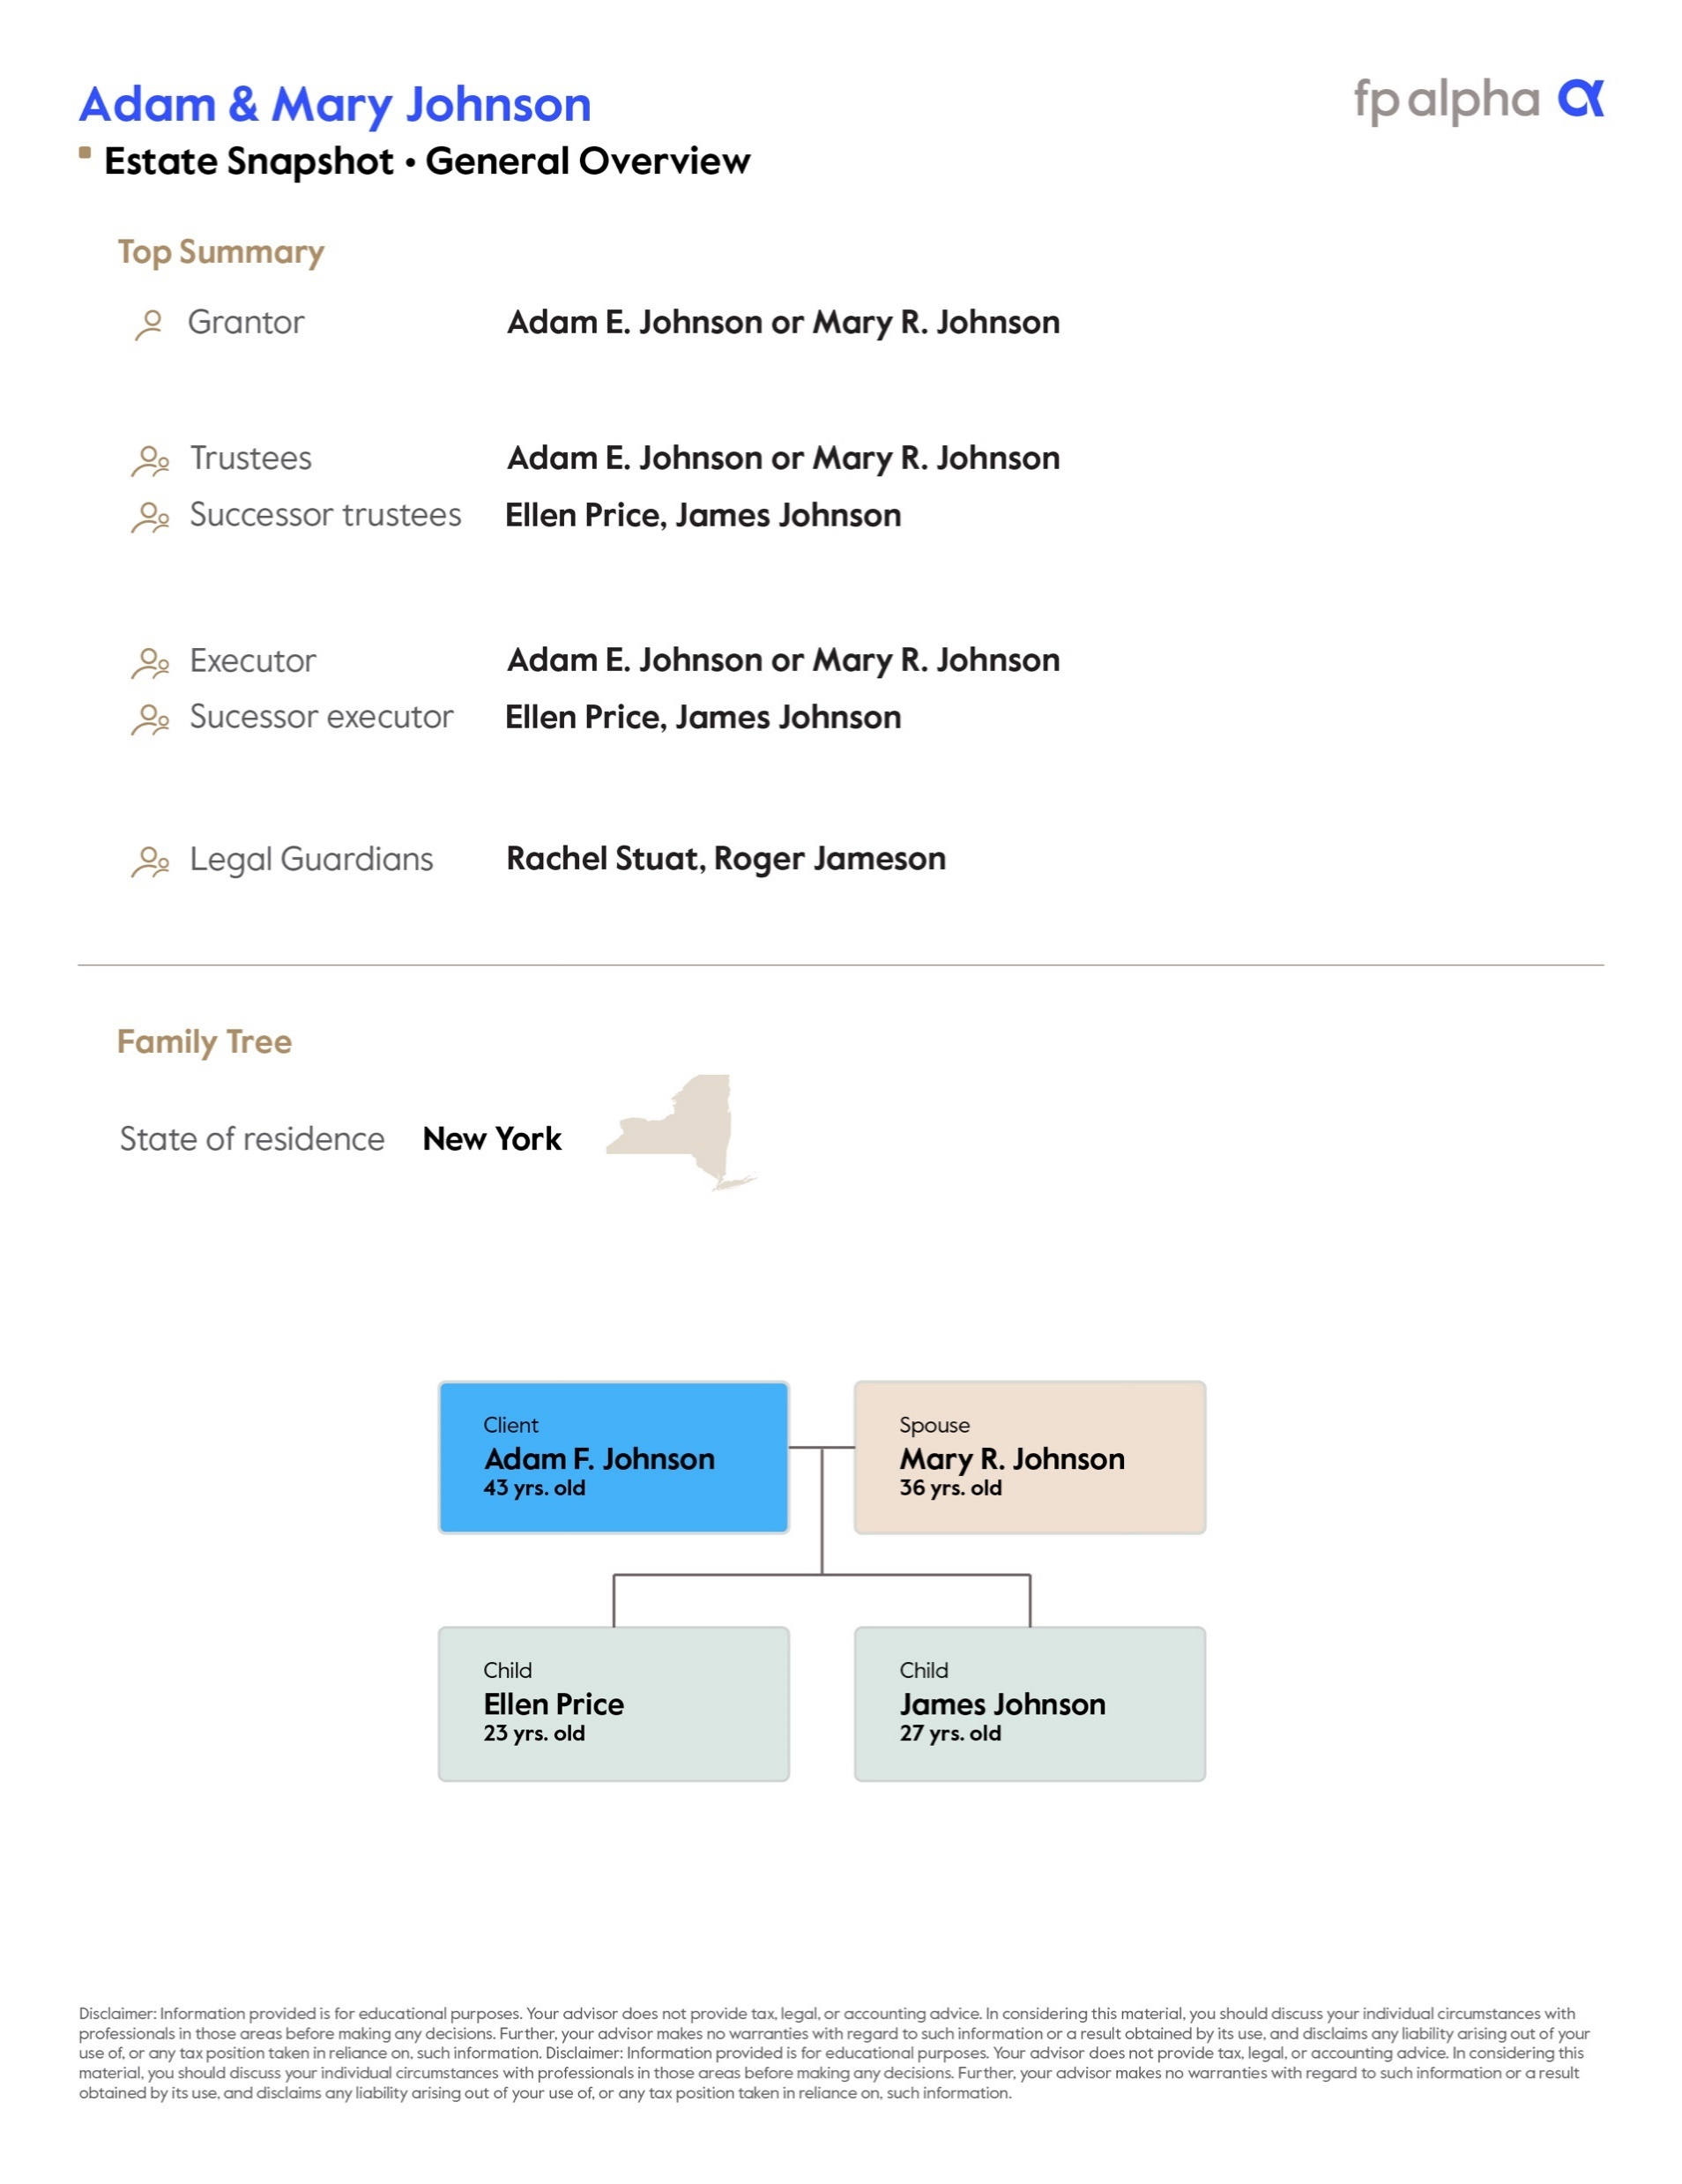 Adam & Mary Johnson
fp alpha
Estate Snapshot • General Overview
Top Summary
Grantor Adam E. Johnson or Mary R. Johnson
Trustees Adam E. Johnson or Mary R. Johnson
Successor trustees Ellen Price, James Johnson
Executor Adam E. Johnson or Mary R. Johnson
Sucessor executor Ellen Price, James Johnson
Legal Guardians Rachel Stuat, Roger Jameson
Family Tree
State of residence New York
Client
Adam F. Johnson
43 yrs. old
Spouse
Mary R. Johnson
36 yrs. old
Child
Ellen Price
23 yrs. old
Child
James Johnson
27 yrs. old
Disclaimer: Information provided is for educational purposes. Your advisor does not provide tax, legal, or accounting advice. In considering this material, you should discuss your individual circumstances with
professionals in those areas before making any decisions. Further, your advisor makes no warranties with regard to such information or a result obtained by its use, and disclaims any liability arising out of your
use of, or any tax position taken in reliance on, such information. Disclaimer: Information provided is for educational purposes. Your advisor does not provide tax, legal, or accounting advice. In considering this
material, you should discuss your individual circumstances with professionals in those areas before making any decisions. Further, your advisor makes no warranties with regard to such information or a result
obtained by its use, and disclaims any liability arising out of your use of, or any tax position taken in reliance on, such information.